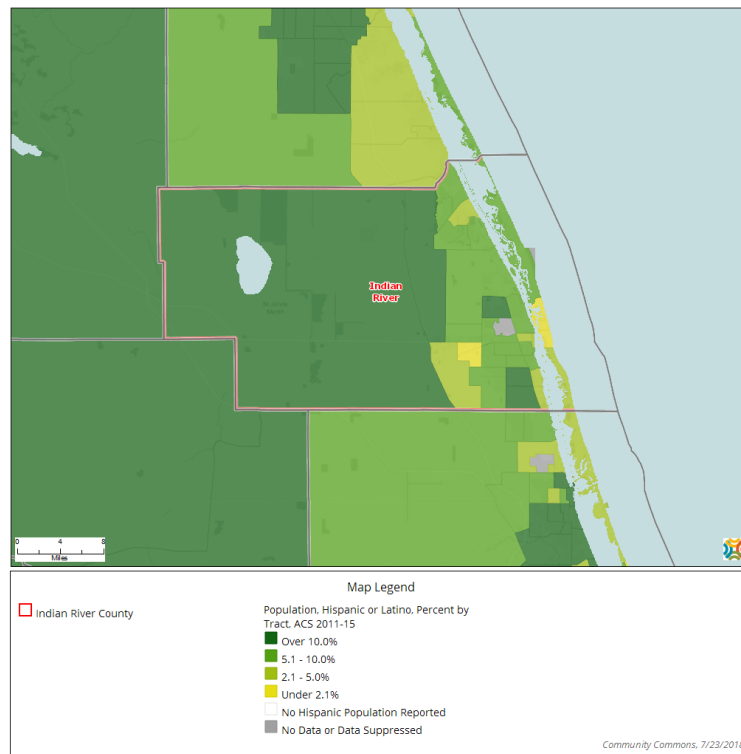 Indian
River
0 4 8
Miles
Map Legend
Indian River County
Population, Hispanic or Latino, Percent by
Tract, ACS 2011-15
Over 10.0%
5.1 - 10.0%
2.1 - 5.0%
Under 2.1%
No Hispanic Population Reported
No Data or Data Suppressed
Community Commons, 7/23/2018